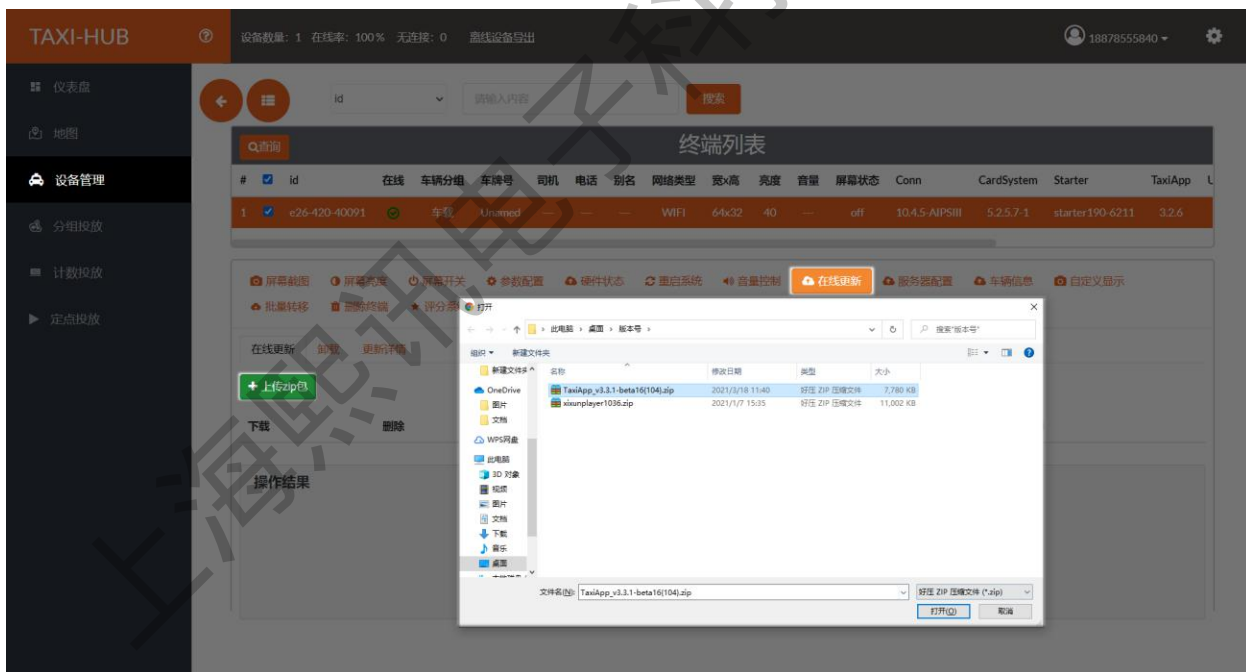 TAXI-HUB
设备数量: 1 在线率: 100% 无连接: 0 离线设备导出
18878555840
仪表盘
地图
设备管理
分组投放
计数投放
定点投放
id 请输入内容 搜索
查询 终端列表
# id 在线 车辆分组 车牌号 司机 电话 别名 网络类型 宽x高 亮度 音量 屏幕状态 Conn CardSystem Starter TaxiApp U
1 e26-420-40091 车载 Unamed — — — WIFI 64x32 40 — off 10.4.5-AIPSIII 5.2.5.7-1 starter190-6211 3.2.6
屏幕截图 屏幕亮度 屏幕开关 参数配置 硬件状态 重启系统 音量控制 在线更新 服务器配置 车辆信息 自定义显示
批量转移 删除终端
在线更新 卸载 更新详情
+ 上传zip包
下载 删除
操作结果
打开
此电脑 › 桌面 › 版本号 ›
搜索"版本号"
组织 新建文件夹
名称 修改日期 类型 大小
TaxiApp_v3.3.1-beta16(104).zip 2021/3/18 11:40 好压 ZIP 压缩文件 7,780 KB
xixunplayer1036.zip 2021/1/7 15:35 好压 ZIP 压缩文件 11,002 KB
新建文件夹
OneDrive
图片
文档
WPS网盘
此电脑
3D 对象
视频
图片
文档
下载
音乐
桌面
文件名(N): TaxiApp_v3.3.1-beta16(104).zip
好压 ZIP 压缩文件 (*.zip)
打开(O) 取消
上海熙讯电子科